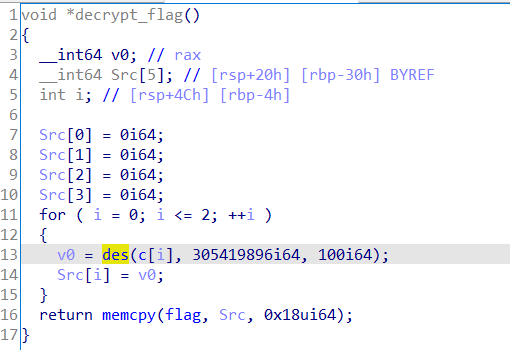 1 void *decrypt_flag()
2 {
3 __int64 v0; // rax
4 __int64 Src[5]; // [rsp+20h] [rbp-30h] BYREF
5 int i; // [rsp+4Ch] [rbp-4h]
6
7 Src[0] = 0i64;
8 Src[1] = 0i64;
9 Src[2] = 0i64;
10 Src[3] = 0i64;
11 for ( i = 0; i <= 2; ++i )
12 {
13 v0 = des(c[i], 305419896i64, 100i64);
14 Src[i] = v0;
15 }
16 return memcpy(flag, Src, 0x18ui64);
17 }